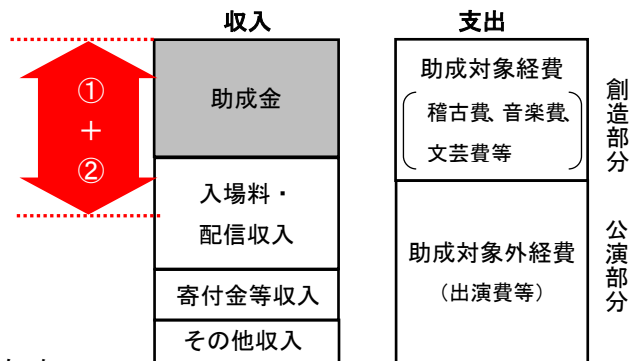 収入
支出
①
＋
②
助成金
入場料・
配信収入
寄付金等収入
その他収入
助成対象経費
稽古費、音楽費、
文芸費等
助成対象外経費
（出演費等）
創造部分
公演部分